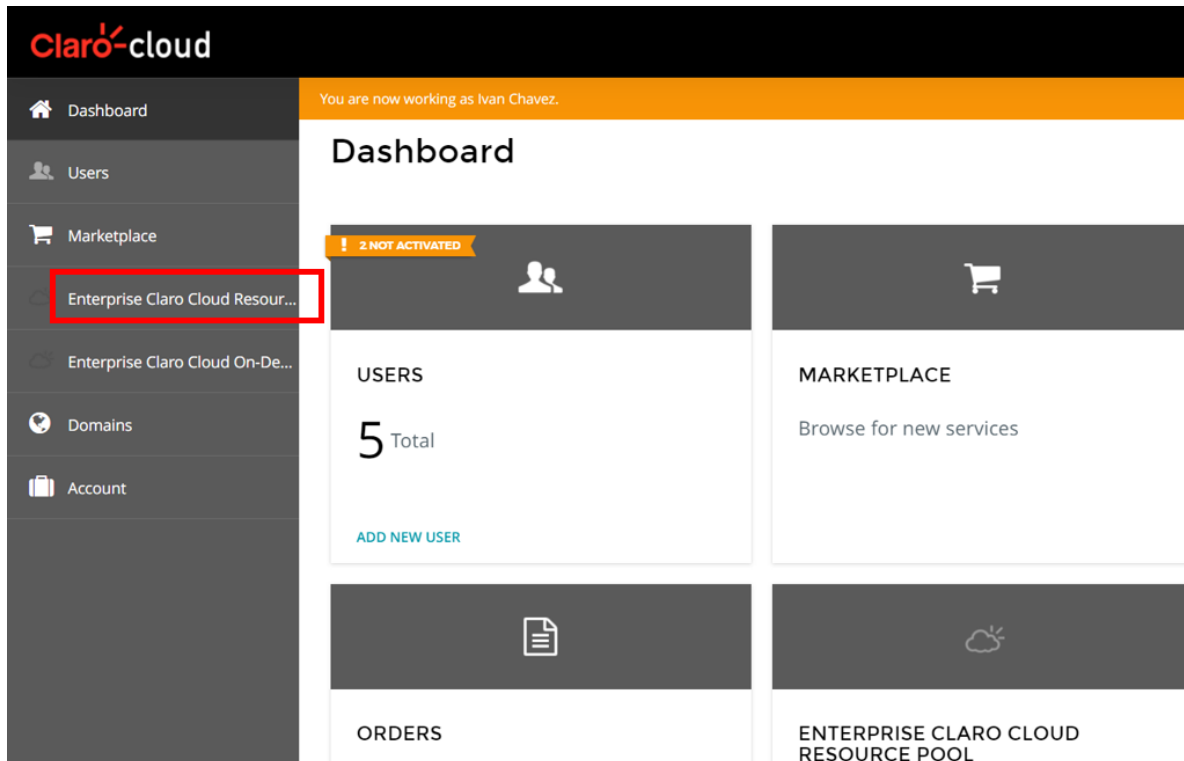 Claro-cloud
You are now working as Ivan Chavez.
Dashboard
Users
Marketplace
Enterprise Claro Cloud Resour...
Enterprise Claro Cloud On-De...
Domains
Account
Dashboard
! 2 NOT ACTIVATED
USERS
5 Total
ADD NEW USER
MARKETPLACE
Browse for new services
ORDERS
ENTERPRISE CLARO CLOUD
RESOURCE POOL